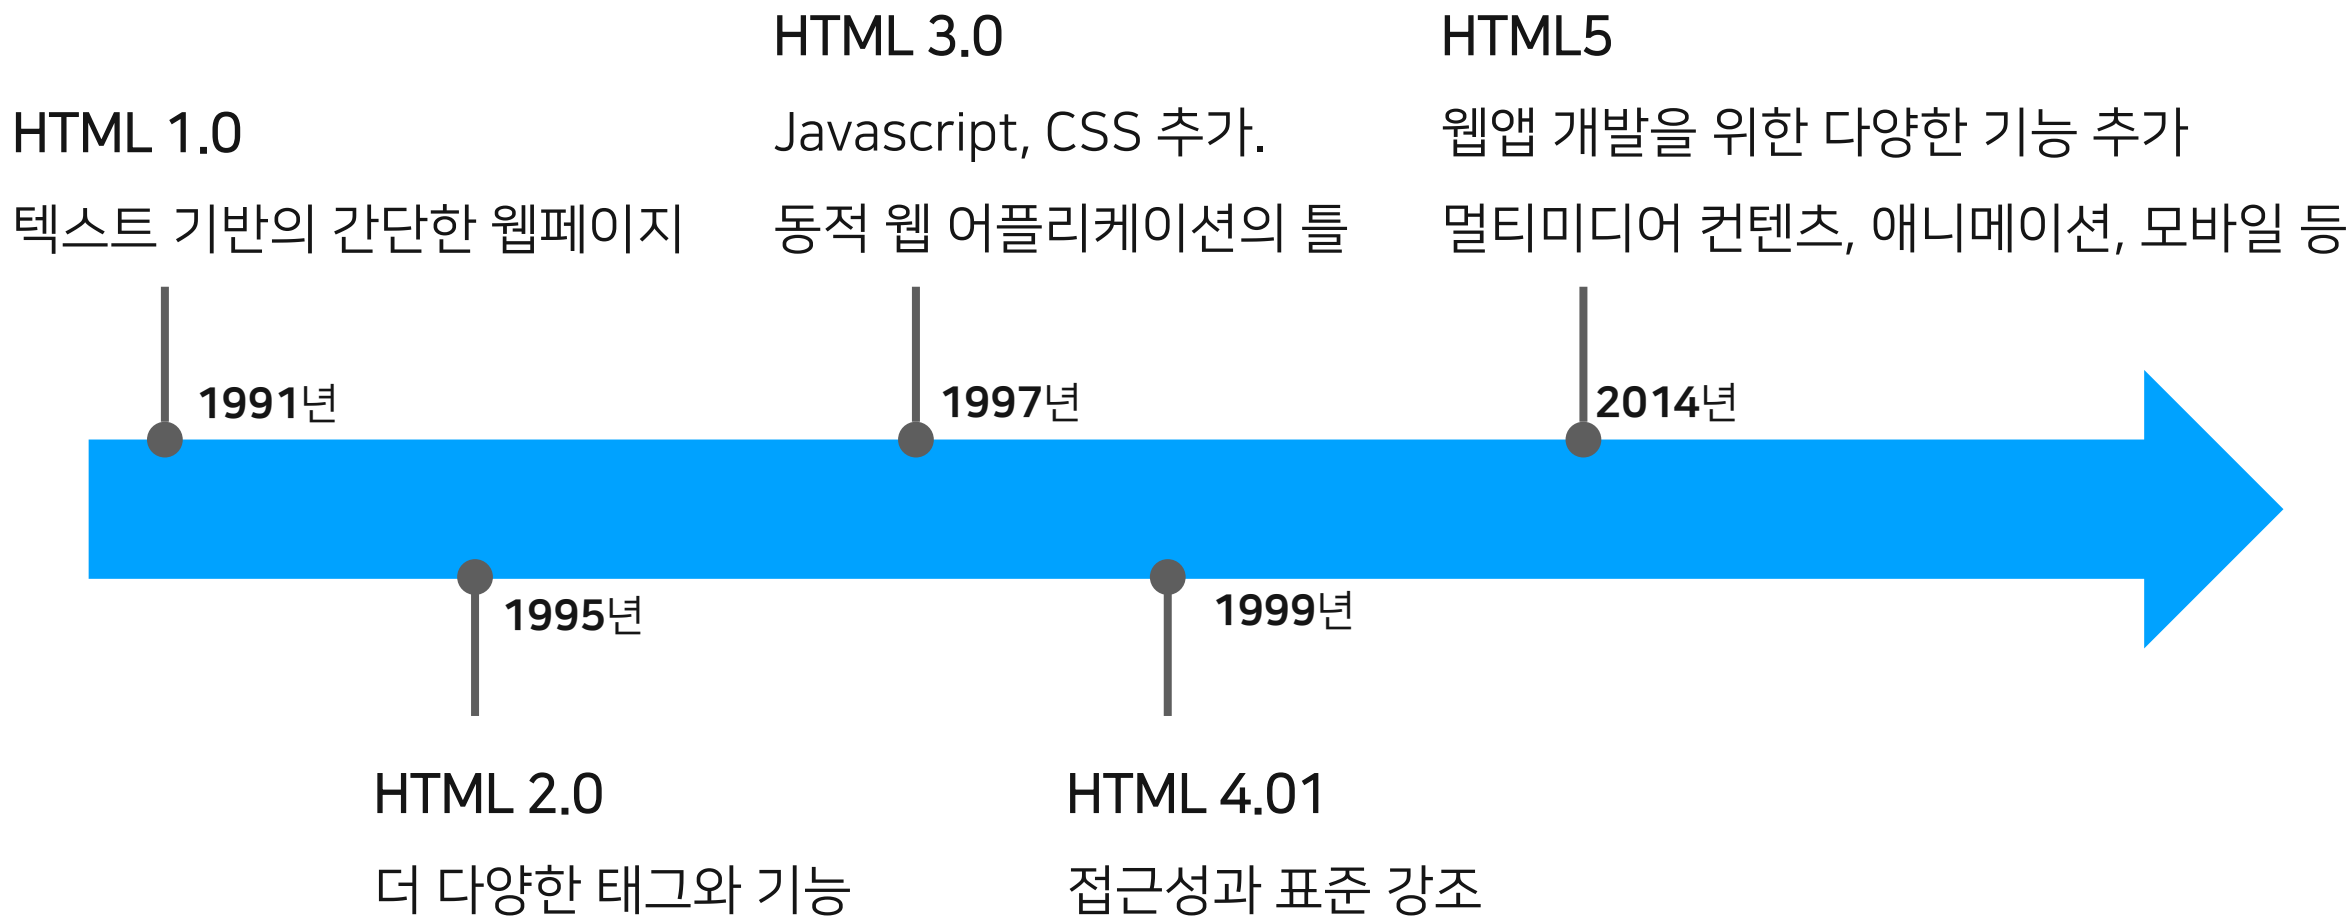 HTML 1.0
텍스트 기반의 간단한 웹페이지
1991년
HTML 2.0
더 다양한 태그와 기능
1995년
HTML 3.0
Javascript, CSS 추가.
동적 웹 어플리케이션의 틀
1997년
HTML 4.01
접근성과 표준 강조
1999년
HTML5
웹앱 개발을 위한 다양한 기능 추가
멀티미디어 컨텐츠, 애니메이션, 모바일 등
2014년